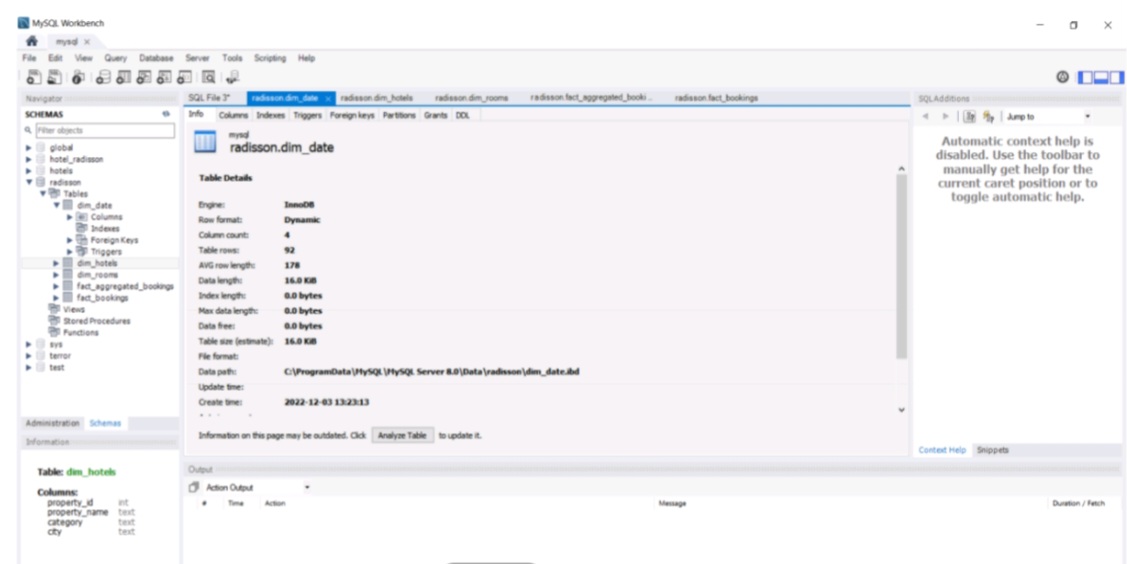 MySQL Workbench
mysql
File Edit View Query Database Server Tools Scripting Help
Navigator
SCHEMAS
Filter objects
global
hotel_radisson
hotels
radisson
Tables
dim_date
Columns
Indexes
Foreign Keys
Triggers
dim_hotels
dim_rooms
fact_aggregated_bookings
fact_bookings
Views
Stored Procedures
Functions
sys
terror
test
Administration Schemas
Information
Table: dim_hotels
Columns:
property_id int
property_name text
category text
city text
SQL File 3* radisson.dim_date radisson.dim_hotels radisson.dim_rooms radisson.fact_aggregated_booki... radisson.fact_bookings
Info Columns Indexes Triggers Foreign keys Partitions Grants DDL
mysql
radisson.dim_date
Table Details
Engine: InnoDB
Row format: Dynamic
Column count: 4
Table rows: 92
AVG row length: 178
Data length: 16.0 KiB
Index length: 0.0 bytes
Max data length: 0.0 bytes
Data free: 0.0 bytes
Table size (estimate): 16.0 KiB
File format:
Data path: C:\ProgramData\MySQL\MySQL Server 8.0\Data\radisson\dim_date.ibd
Update time:
Create time: 2022-12-03 13:23:13
Information on this page may be outdated. Click Analyze Table to update it.
Output
Action Output
# Time Action Message Duration / Fetch
SQLAdditions
Jump to
Automatic context help is
disabled. Use the toolbar to
manually get help for the
current caret position or to
toggle automatic help.
Context Help Snippets